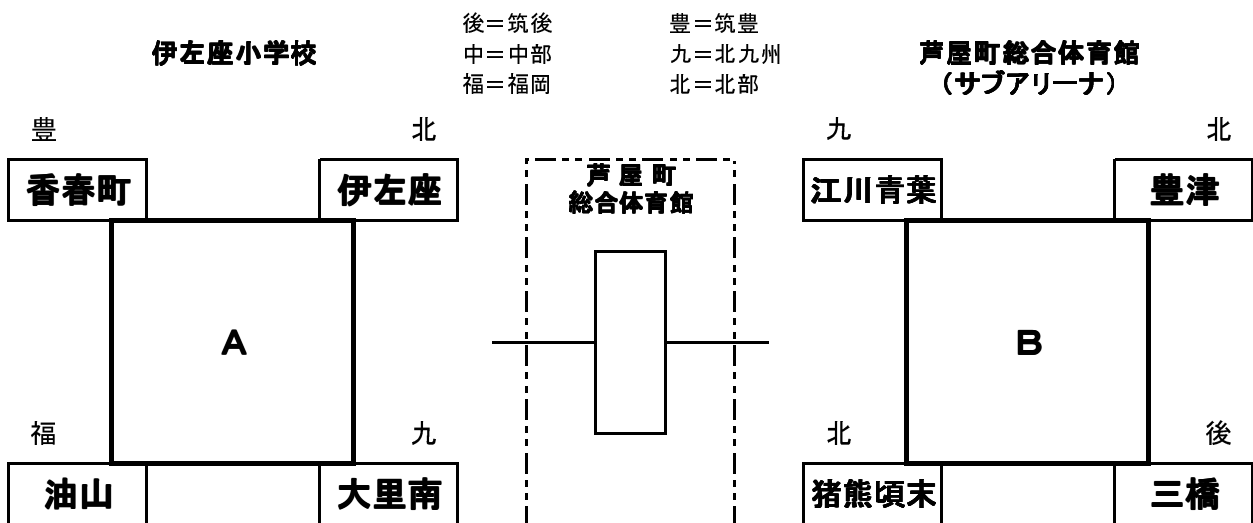 伊左座小学校
後＝筑後
中＝中部
福＝福岡
豊＝筑豊
九＝北九州
北＝北部
芦屋町総合体育館
（サブアリーナ）
豊
北
香春町
伊左座
A
福
九
油山
大里南
芦屋町
総合体育館
九
北
江川青葉
豊津
B
北
後
猪熊頃末
三橋